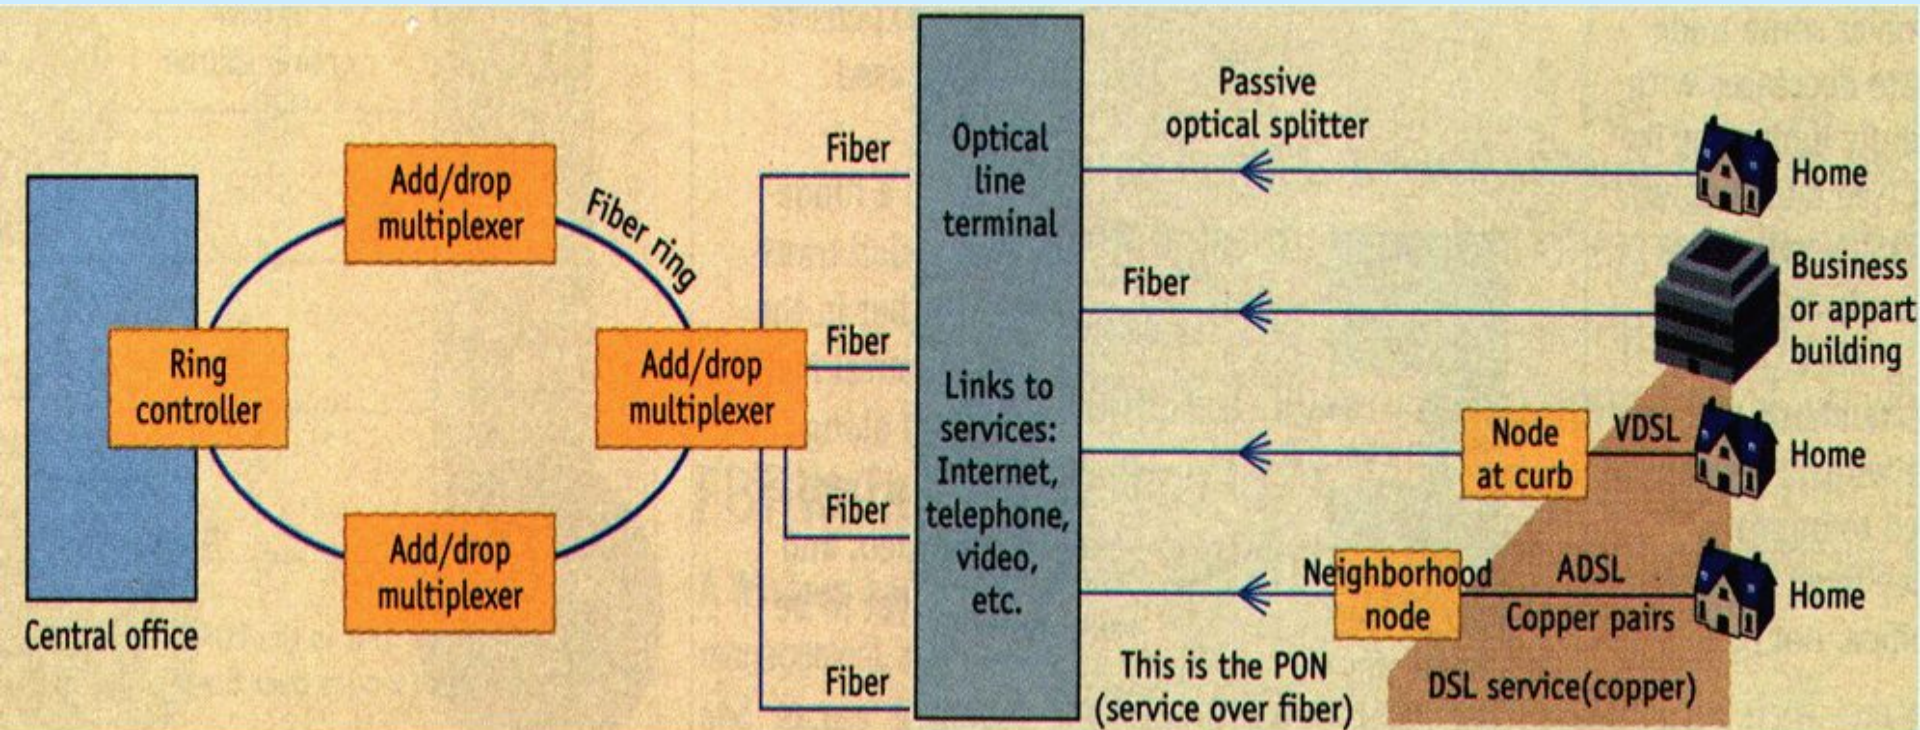 Central office
Ring
controller
Add/drop
multiplexer
Fiber ring
Add/drop
multiplexer
Add/drop
multiplexer
Fiber
Fiber
Fiber
Fiber
Optical
line
terminal
Links to
services:
Internet,
telephone,
video,
etc.
Passive
optical splitter
Home
Fiber
Business
or appart
building
Node
at curb
VDSL
Home
Neighborhood
node
ADSL
Copper pairs
Home
This is the PON
(service over fiber)
DSL service(copper)